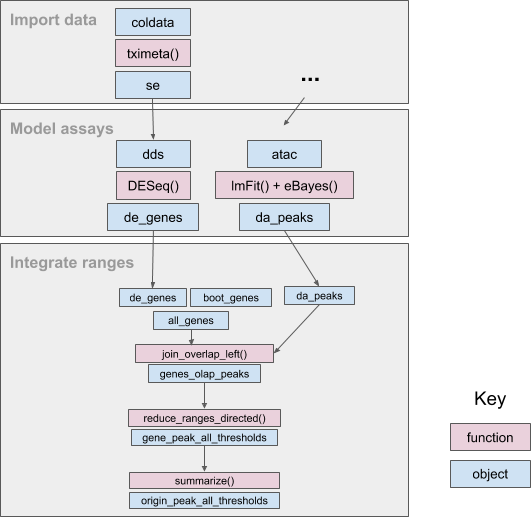 Import data
coldata
tximeta()
se
...
Model assays
dds
atac
DESeq()
lmFit() + eBayes()
de_genes
da_peaks
Integrate ranges
de_genes
boot_genes
da_peaks
all_genes
join_overlap_left()
genes_olap_peaks
reduce_ranges_directed()
gene_peak_all_thresholds
summarize()
origin_peak_all_thresholds
Key
function
object